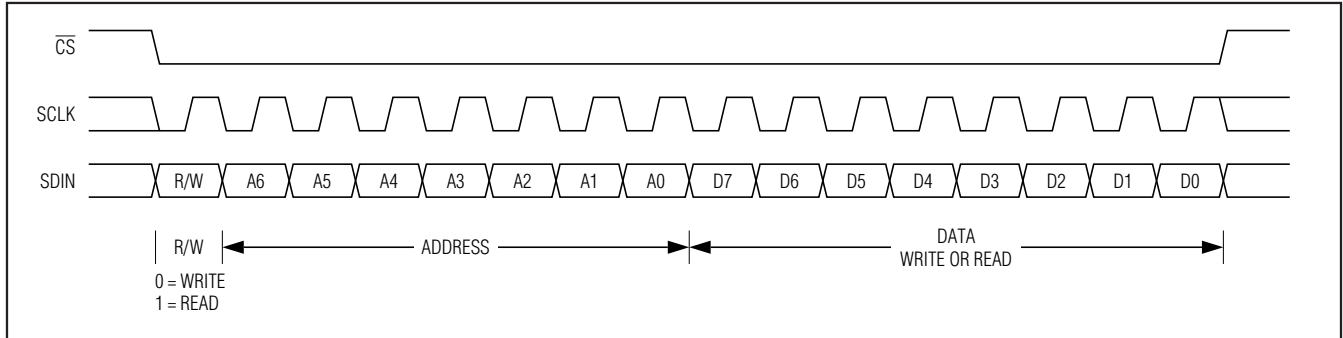 CS
SCLK
SDIN R/W A6 A5 A4 A3 A2 A1 A0 D7 D6 D5 D4 D3 D2 D1 D0
R/W ADDRESS DATA
WRITE OR READ
0 = WRITE
1 = READ